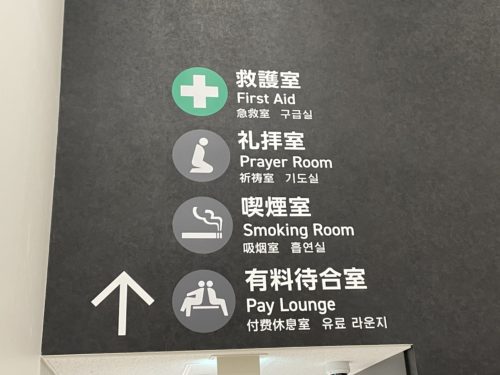 救護室
First Aid
急救室 구급실
礼拝室
Prayer Room
祈祷室 기도실
喫煙室
Smoking Room
吸烟室 흡연실
有料待合室
Pay Lounge
付费休息室 유료 라운지